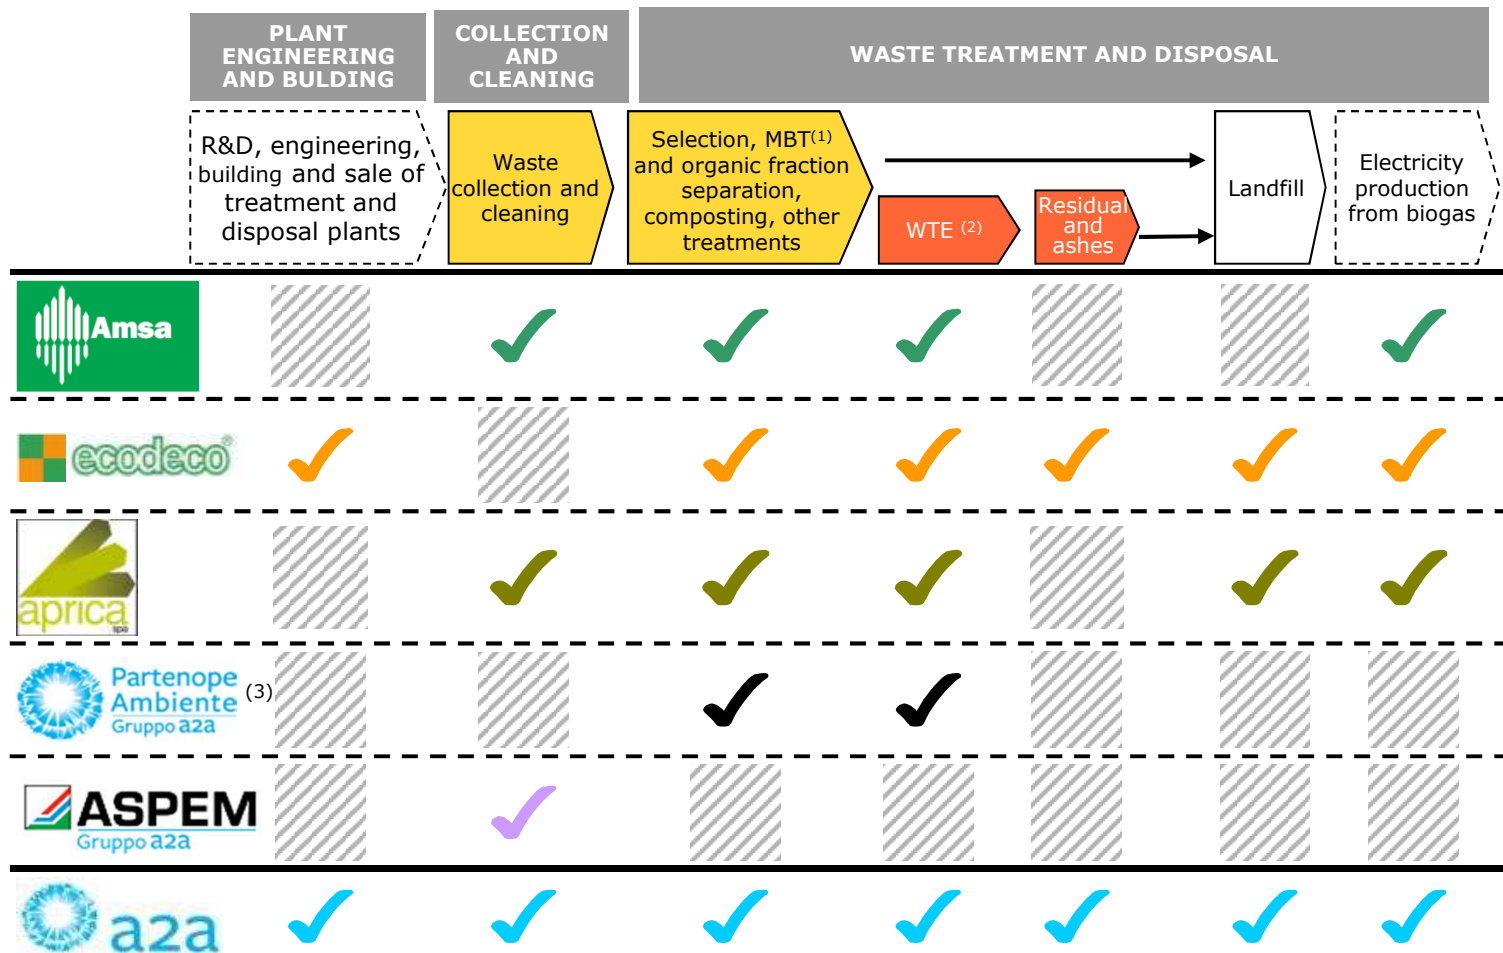 PLANT
ENGINEERING
AND BULDING
COLLECTION
AND
CLEANING
WASTE TREATMENT AND DISPOSAL
R&D, engineering,
building and sale of
treatment and
disposal plants
Waste
collection and
cleaning
Selection, MBT(1)
and organic fraction
separation,
composting, other
treatments
WTE (2)
Residual
and
ashes
Landfill
Electricity
production
from biogas
Amsa
ecodeco®
aprica
spa
Partenope
Ambiente
Gruppo a2a
(3)
ASPEM
Gruppo a2a
a2a